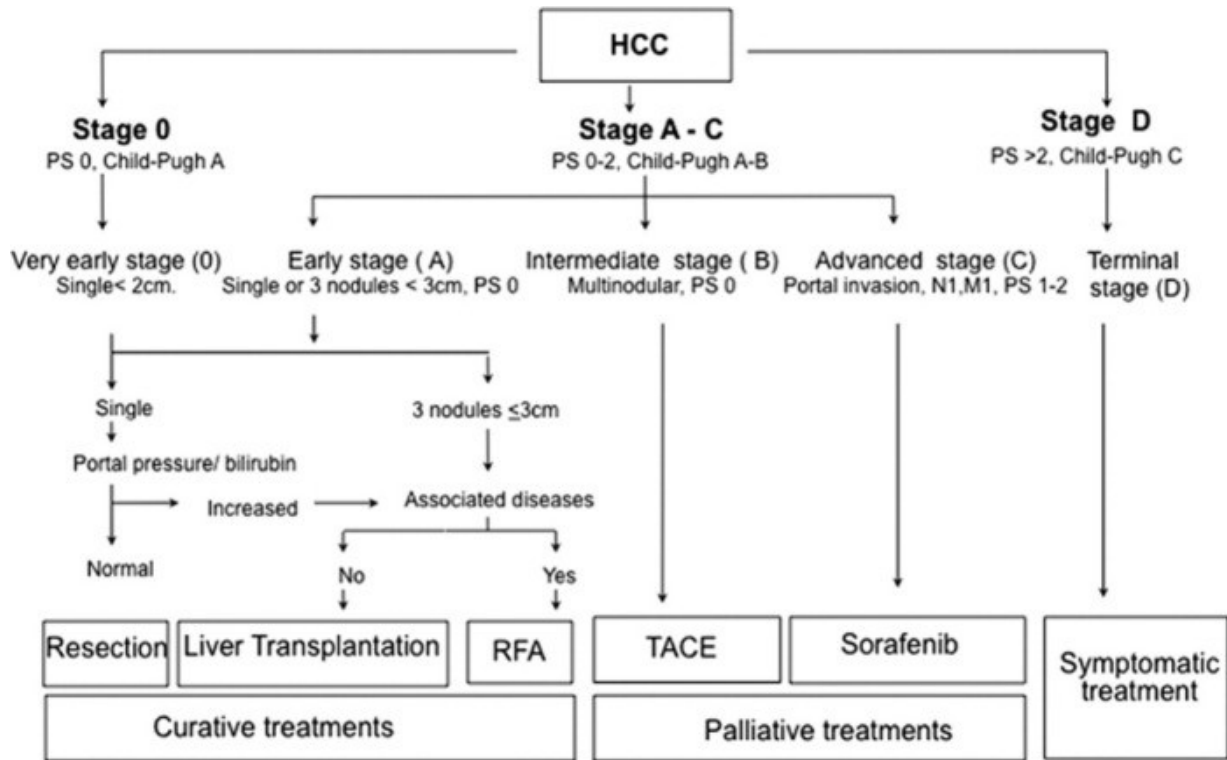 HCC
Stage 0
PS 0, Child-Pugh A
Stage A - C
PS 0-2, Child-Pugh A-B
Stage D
PS >2, Child-Pugh C
Very early stage (0)
Single< 2cm.
Early stage ( A)
Single or 3 nodules < 3cm, PS 0
Intermediate stage ( B)
Multinodular, PS 0
Advanced stage (C)
Portal invasion, N1,M1, PS 1-2
Terminal
stage (D)
Single
3 nodules ≤3cm
Portal pressure/ bilirubin
Increased
Associated diseases
Normal
No
Yes
Resection
Liver Transplantation
RFA
TACE
Sorafenib
Symptomatic
treatment
Curative treatments
Palliative treatments